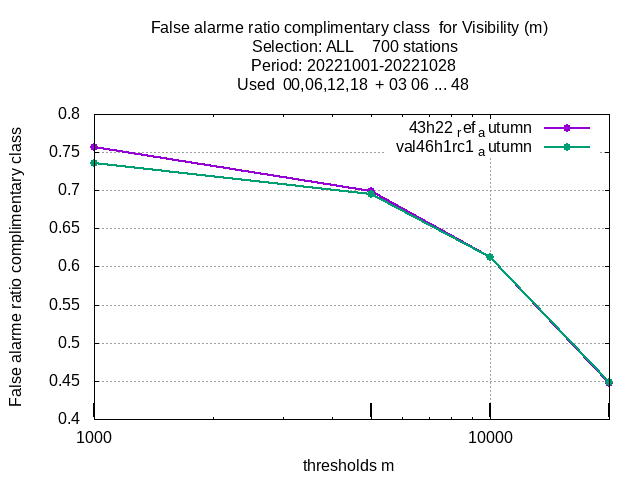 False alarme ratio complimentary class  for Visibility (m)
Selection: ALL    700 stations
Period: 20221001-20221028
Used  00,06,12,18  + 03 06 ... 48
43h22refautumn
val46h1rc1autumn
False alarme ratio complimentary class
0.8
0.75
0.7
0.65
0.6
0.55
0.5
0.45
0.4
1000
10000
thresholds m